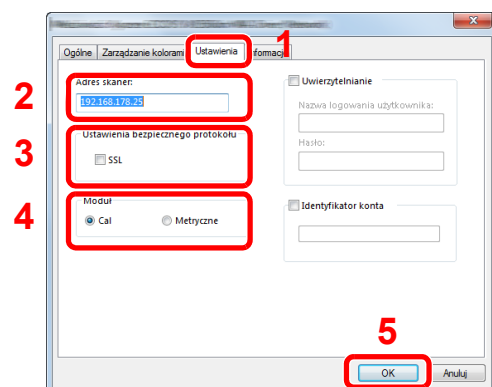 1
Ogólne Zarządzanie kolorami Ustawienia nformacje
2
Adres skaner:
192.168.178.25
Uwierzytelnianie
Nazwa logowania użytkownika:
3
Ustawienia bezpiecznego protokołu
Hasło:
SSL
4
Moduł
Identyfikator konta
Cal Metryczne
5
OK Anuluj